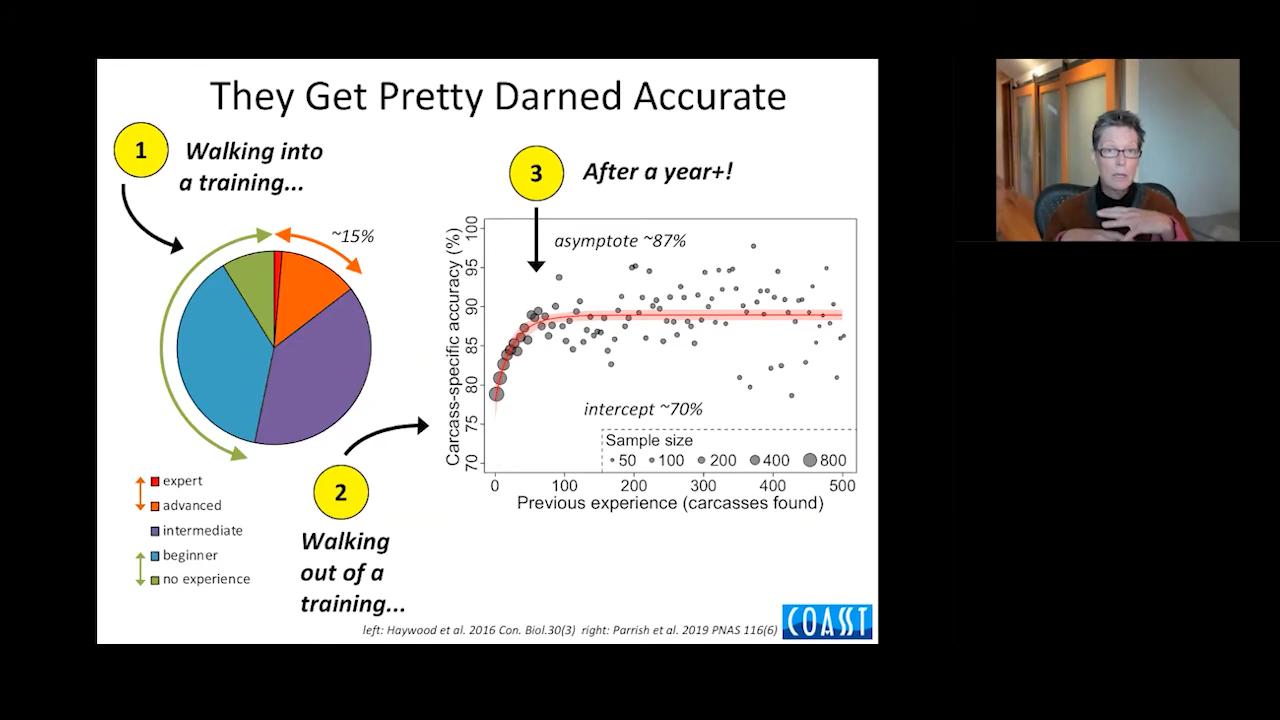 They Get Pretty Darned Accurate
1
Walking into
a training...
~15%
expert
advanced
intermediate
beginner
no experience
2
Walking
out of a
training...
3
After a year+!
Carcass-specific accuracy (%)
100
95
90
85
80
75
70
asymptote ~87%
intercept ~70%
Sample size
50 100 200 400 800
0 100 200 300 400 500
Previous experience (carcasses found)
left: Haywood et al. 2016 Con. Biol.30(3) right: Parrish et al. 2019 PNAS 116(6)
COASST